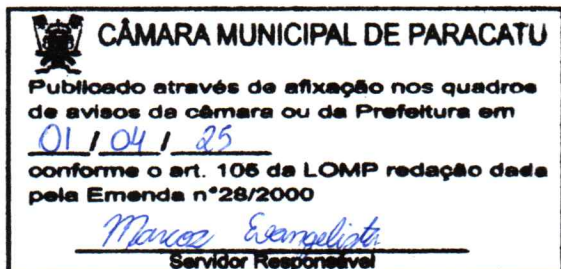 CÂMARA MUNICIPAL DE PARACATU
Publicado através de afixação nos quadros
de avisos da câmara ou da Prefeitura em
01 / 04 / 25
conforme o art. 106 da LOMP redação dada
pela Emenda n°28/2000
Marcos Evangelista
Servidor Responsável